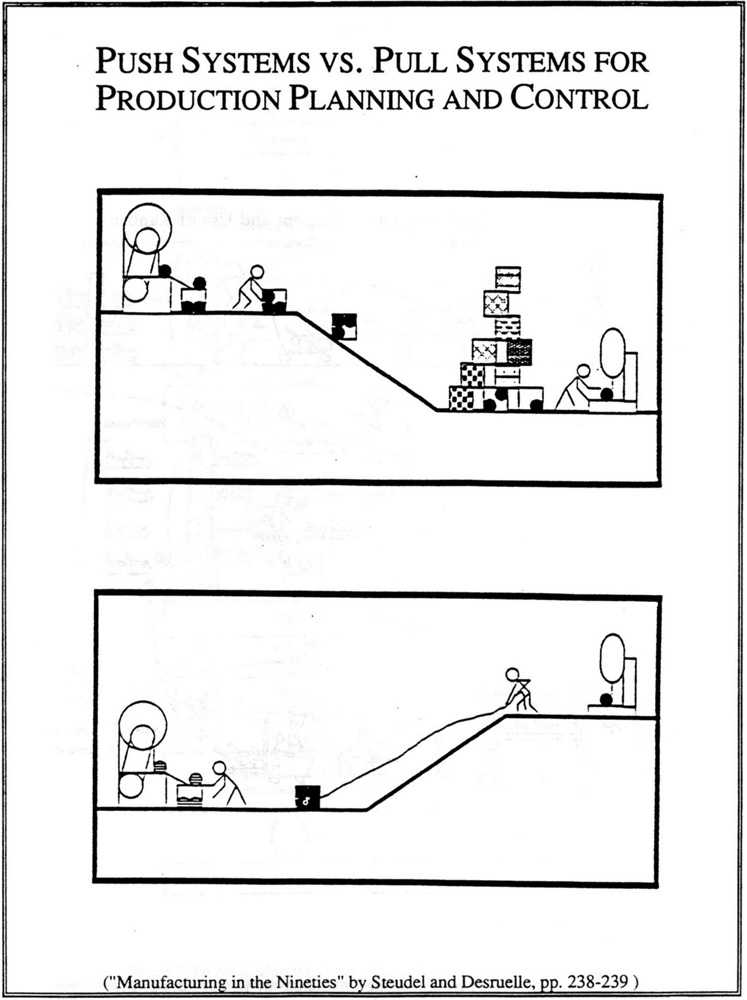 PUSH SYSTEMS VS. PULL SYSTEMS FOR
PRODUCTION PLANNING AND CONTROL
("Manufacturing in the Nineties" by Steudel and Desruelle, pp. 238-239 )